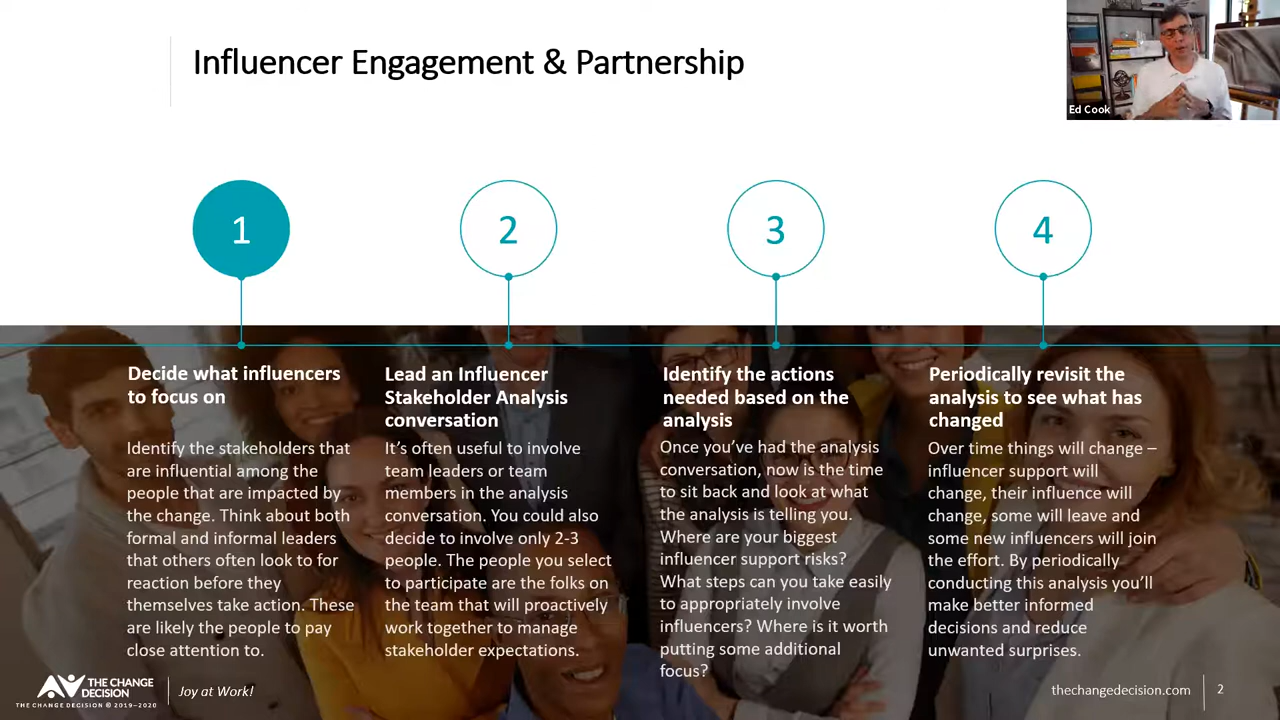 Influencer Engagement & Partnership
Ed Cook
1
2
3
4
Decide what influencers
to focus on
Identify the stakeholders that
are influential among the
people that are impacted by
the change. Think about both
formal and informal leaders
that others often look to for
reaction before they
themselves take action. These
are likely the people to pay
close attention to.
Lead an Influencer
Stakeholder Analysis
conversation
It’s often useful to involve
team leaders or team
members in the analysis
conversation. You could also
decide to involve only 2-3
people. The people you select
to participate are the folks on
the team that will proactively
work together to manage
stakeholder expectations.
Identify the actions
needed based on the
analysis
Once you’ve had the analysis
conversation, now is the time
to sit back and look at what
the analysis is telling you.
Where are your biggest
influencer support risks?
What steps can you take easily
to appropriately involve
influencers? Where is it worth
putting some additional
focus?
Periodically revisit the
analysis to see what has
changed
Over time things will change –
influencer support will
change, their influence will
change, some will leave and
some new influencers will join
the effort. By periodically
conducting this analysis you’ll
make better informed
decisions and reduce
unwanted surprises.
THE CHANGE
DECISION
THE CHANGE DECISION © 2019–2020
Joy at Work!
thechangedecision.com
2